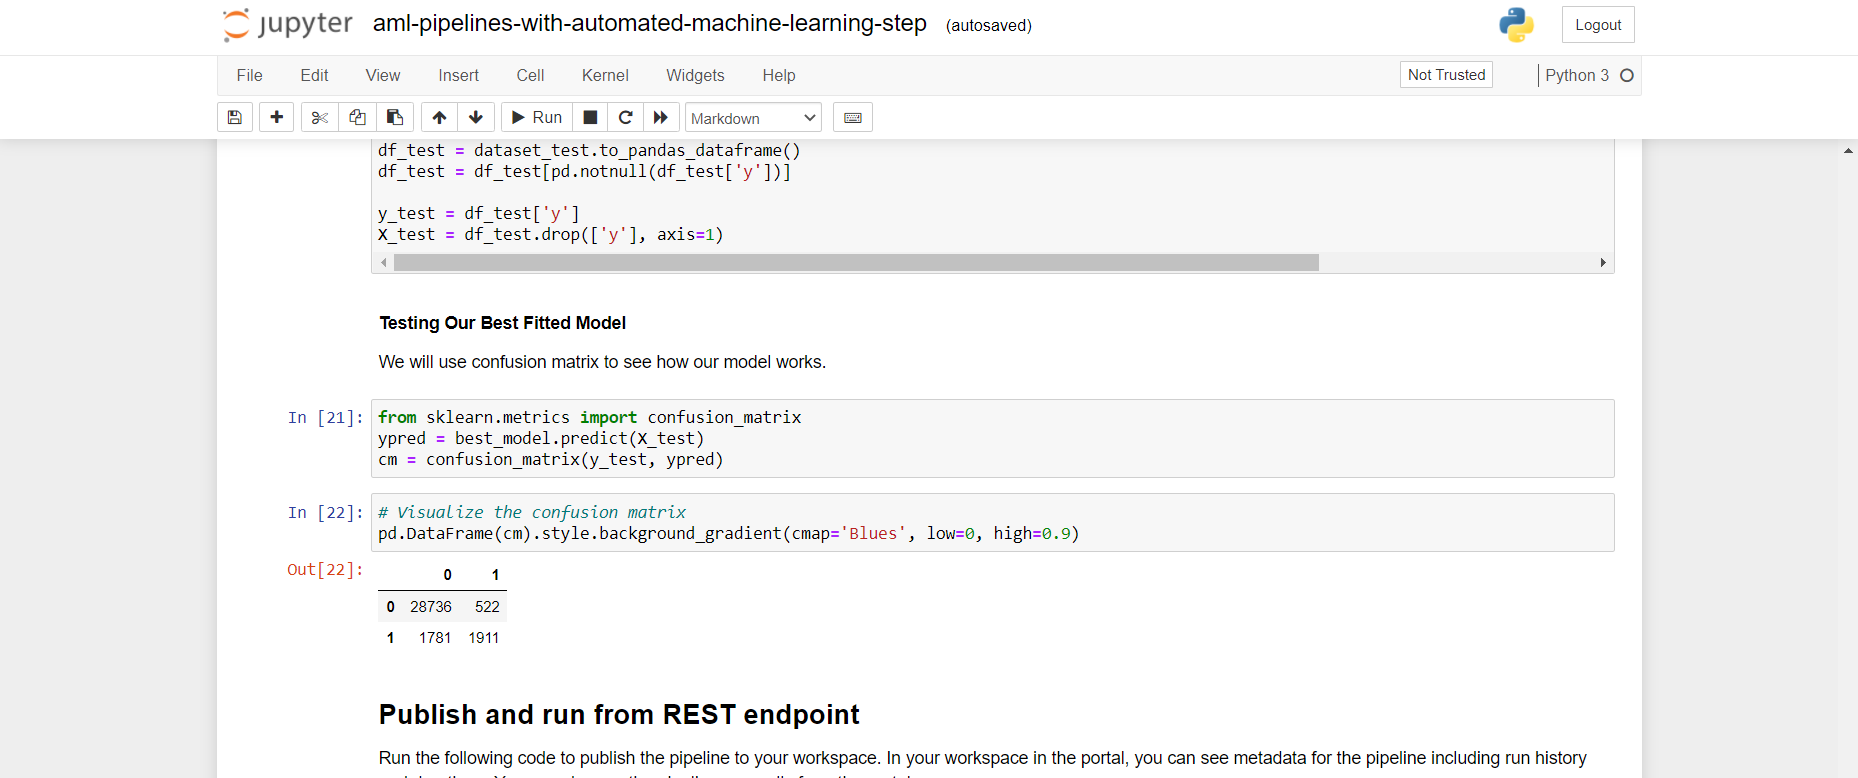 jupyter aml-pipelines-with-automated-machine-learning-step (autosaved) Logout
File Edit View Insert Cell Kernel Widgets Help Not Trusted Python 3
Run Markdown
df_test = dataset_test.to_pandas_dataframe()
df_test = df_test[pd.notnull(df_test['y'])]
y_test = df_test['y']
X_test = df_test.drop(['y'], axis=1)
Testing Our Best Fitted Model
We will use confusion matrix to see how our model works.
In [21]: from sklearn.metrics import confusion_matrix
ypred = best_model.predict(X_test)
cm = confusion_matrix(y_test, ypred)
In [22]: # Visualize the confusion matrix
pd.DataFrame(cm).style.background_gradient(cmap='Blues', low=0, high=0.9)
Out[22]:
0 1
0 28736 522
1 1781 1911
Publish and run from REST endpoint
Run the following code to publish the pipeline to your workspace. In your workspace in the portal, you can see metadata for the pipeline including run history